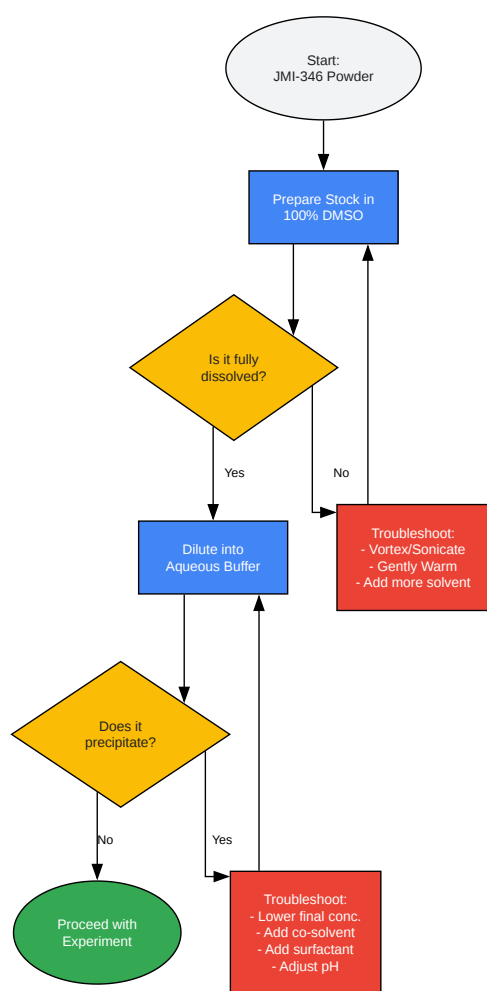 Start:
JMI-346 Powder
Prepare Stock in
100% DMSO
Is it fully
dissolved?
Yes
No
Troubleshoot:
- Vortex/Sonicate
- Gently Warm
- Add more solvent
Dilute into
Aqueous Buffer
Does it
precipitate?
No
Yes
Proceed with
Experiment
Troubleshoot:
- Lower final conc.
- Add co-solvent
- Add surfactant
- Adjust pH